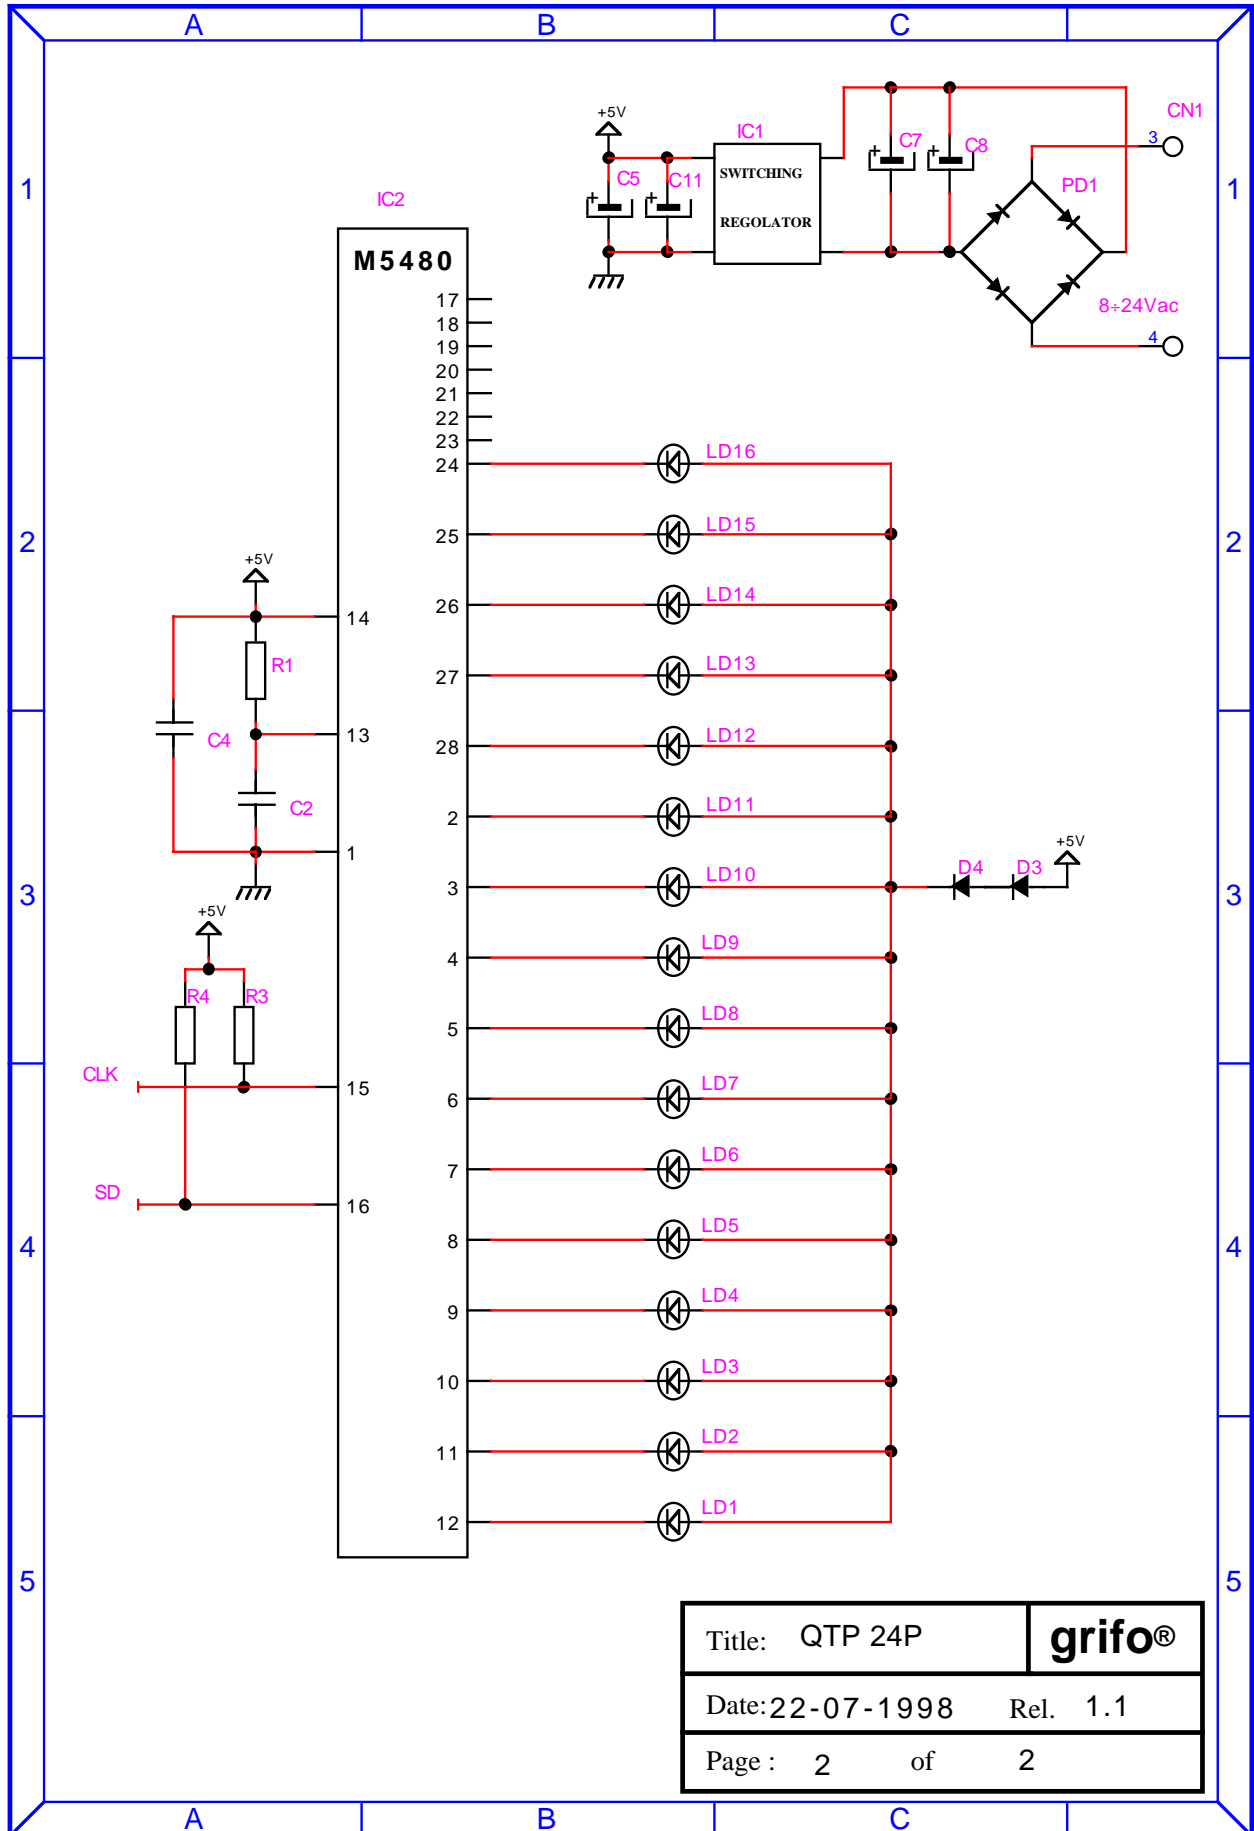 A B C
+5V
IC1
C7
C8
CN1
3
1
C5
C11
SWITCHING
REGOLATOR
PD1
1
IC2
M5480
8÷24Vac
4
17
18
19
20
21
22
23
24
LD16
2
25
LD15
2
+5V
26
LD14
14
R1
27
LD13
C4
13
28
LD12
C2
2
LD11
1
3
3
LD10
D4
D3
+5V
3
+5V
4
LD9
R4
R3
5
LD8
CLK
15
6
LD7
7
LD6
SD
16
4
8
LD5
4
9
LD4
10
LD3
11
LD2
12
LD1
5
5
Title: QTP 24P
grifo®
Date: 22-07-1998 Rel. 1.1
Page : 2 of 2
A B C